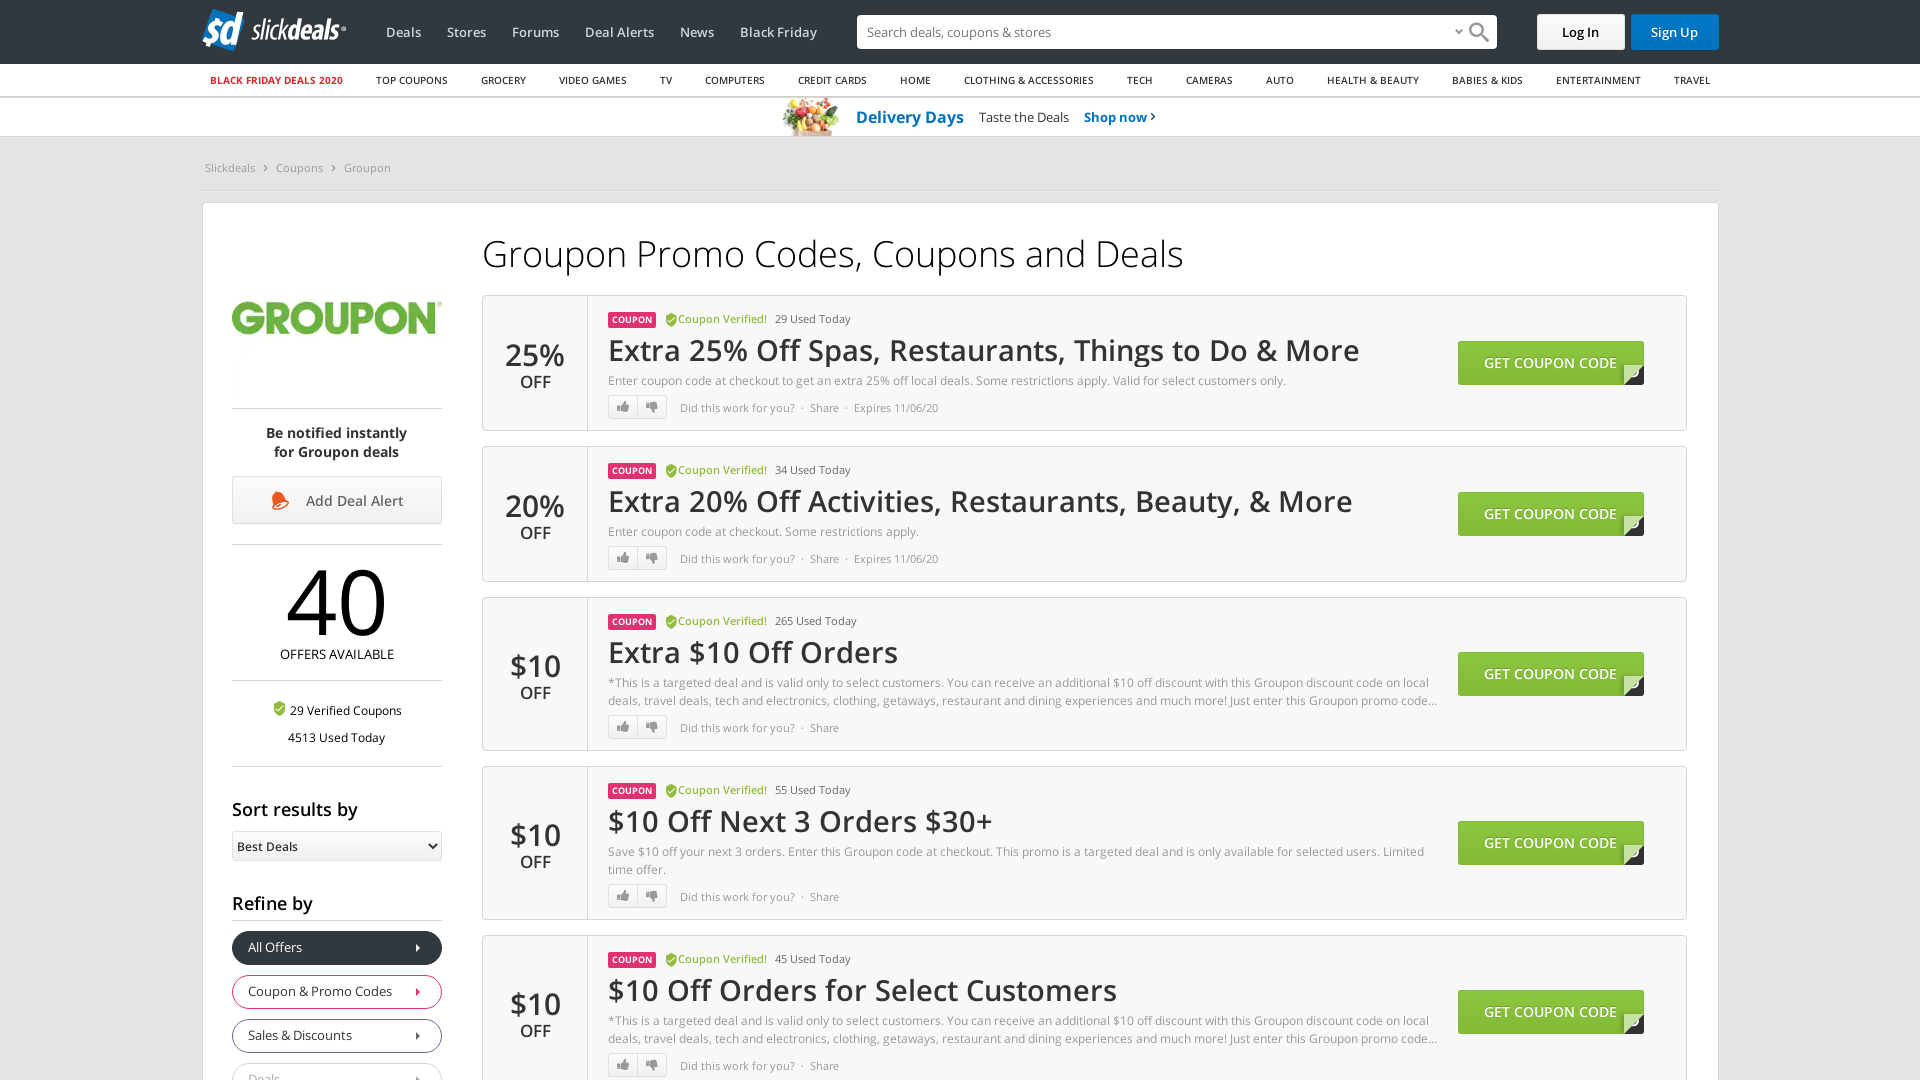 sd slickdeals
Deals Stores Forums Deal Alerts News Black Friday
Search deals, coupons & stores
Log In Sign Up
BLACK FRIDAY DEALS 2020 TOP COUPONS GROCERY VIDEO GAMES TV COMPUTERS CREDIT CARDS HOME CLOTHING & ACCESSORIES TECH CAMERAS AUTO HEALTH & BEAUTY BABIES & KIDS ENTERTAINMENT TRAVEL
Delivery Days Taste the Deals Shop now
Slickdeals Coupons Groupon
GROUPON
Be notified instantly
for Groupon deals
Add Deal Alert
40
OFFERS AVAILABLE
29 Verified Coupons
4513 Used Today
Sort results by
Best Deals
Refine by
All Offers
Coupon & Promo Codes
Sales & Discounts
Deals
Groupon Promo Codes, Coupons and Deals
25%
OFF
COUPON Coupon Verified! 29 Used Today
Extra 25% Off Spas, Restaurants, Things to Do & More
Enter coupon code at checkout to get an extra 25% off local deals. Some restrictions apply. Valid for select customers only.
Did this work for you? · Share · Expires 11/06/20
GET COUPON CODE
20%
OFF
COUPON Coupon Verified! 34 Used Today
Extra 20% Off Activities, Restaurants, Beauty, & More
Enter coupon code at checkout. Some restrictions apply.
Did this work for you? · Share · Expires 11/06/20
GET COUPON CODE
$10
OFF
COUPON Coupon Verified! 265 Used Today
Extra $10 Off Orders
*This is a targeted deal and is valid only to select customers. You can receive an additional $10 off discount with this Groupon discount code on local
deals, travel deals, tech and electronics, clothing, getaways, restaurant and dining experiences and much more! Just enter this Groupon promo code...
Did this work for you? · Share
GET COUPON CODE
$10
OFF
COUPON Coupon Verified! 55 Used Today
$10 Off Next 3 Orders $30+
Save $10 off your next 3 orders. Enter this Groupon code at checkout. This promo is a targeted deal and is only available for selected users. Limited
time offer.
Did this work for you? · Share
GET COUPON CODE
$10
OFF
COUPON Coupon Verified! 45 Used Today
$10 Off Orders for Select Customers
*This is a targeted deal and is valid only to select customers. You can receive an additional $10 off discount with this Groupon discount code on local
deals, travel deals, tech and electronics, clothing, getaways, restaurant and dining experiences and much more! Just enter this Groupon promo code...
Did this work for you? · Share
GET COUPON CODE